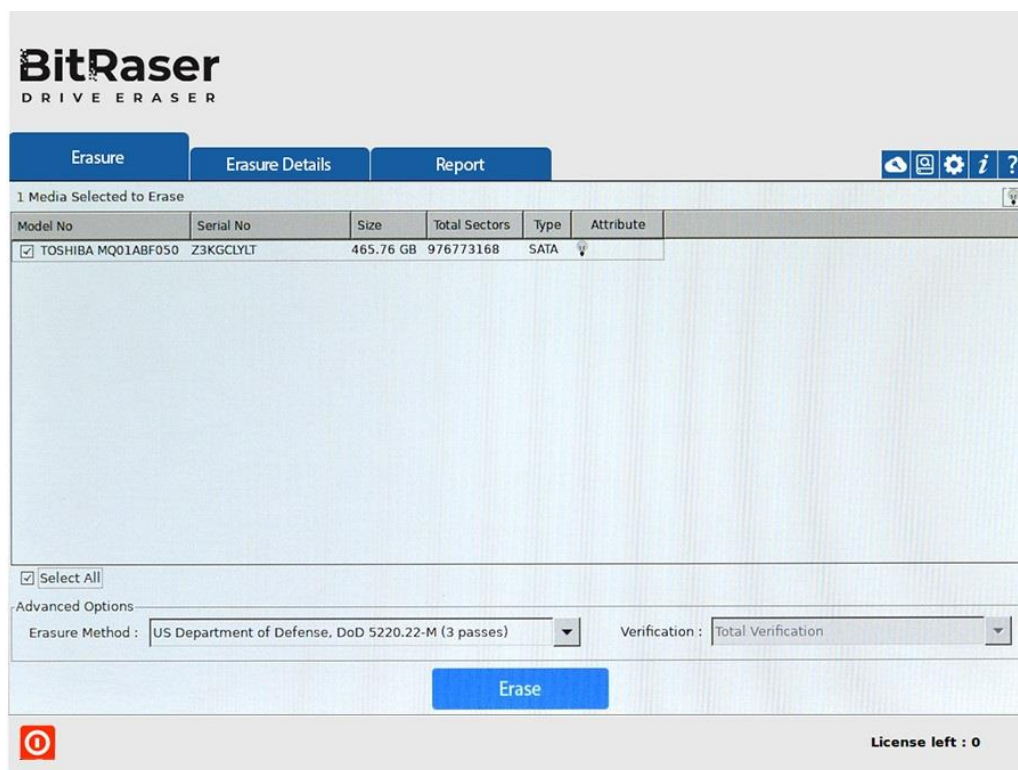 BitRaser
DRIVE ERASER
Erasure Erasure Details Report i ?
1 Media Selected to Erase
Model No Serial No Size Total Sectors Type Attribute
TOSHIBA MQ01ABF050 Z3KGCLYLT 465.76 GB 976773168 SATA
Select All
Advanced Options
Erasure Method : US Department of Defense, DoD 5220.22-M (3 passes) Verification : Total Verification
Erase
License left : 0